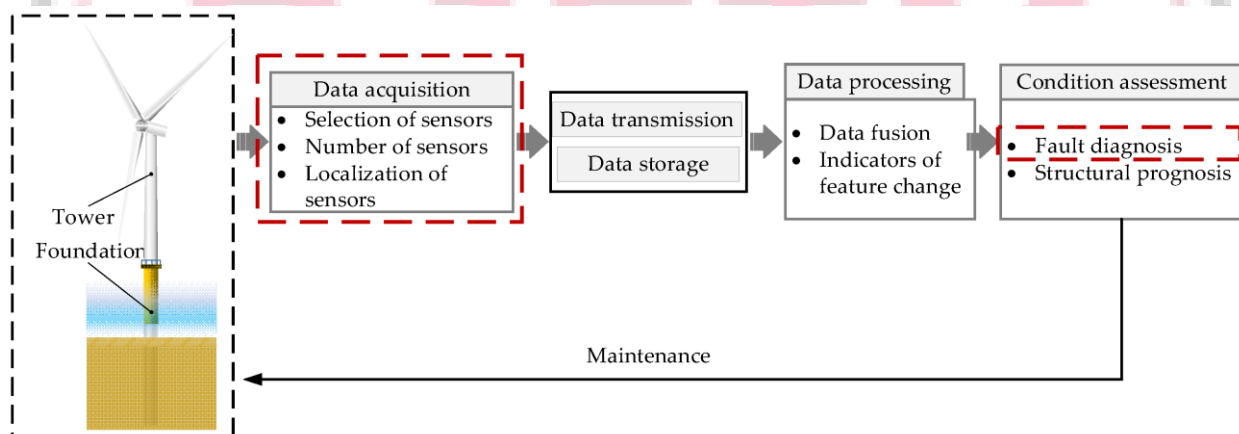 Tower
Foundation
Data acquisition
• Selection of sensors
• Number of sensors
• Localization of
sensors
Data transmission
Data storage
Data processing
• Data fusion
• Indicators of
feature change
Condition assessment
• Fault diagnosis
• Structural prognosis
Maintenance